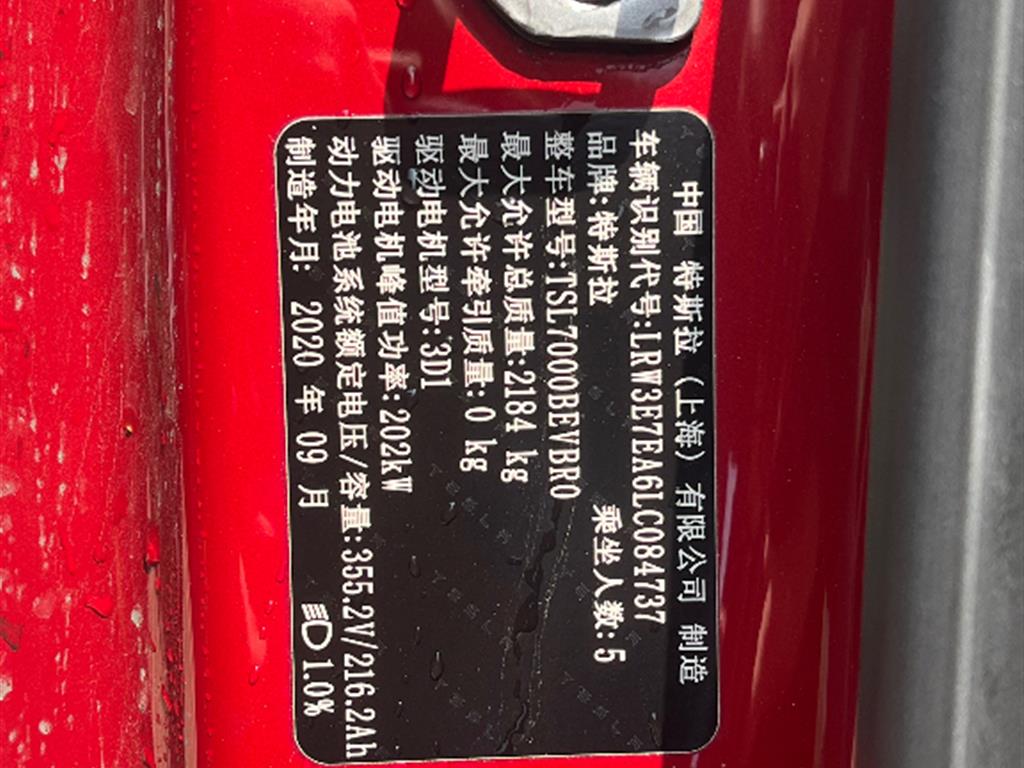 中国 特斯拉（上海）有限公司 制造
车辆识别代号:LRW3E7EA6LC084737
品牌:特斯拉 乘坐人数:5
整车型号:TSL7000BEVBR0
最大允许总质量:2184 kg
最大允许牵引质量:0 kg
驱动电机型号:3D1
驱动电机峰值功率:202kW
动力电池系统额定电压/容量:355.2V/216.2Ah
制造年月: 2020 年 09 月 1.0%